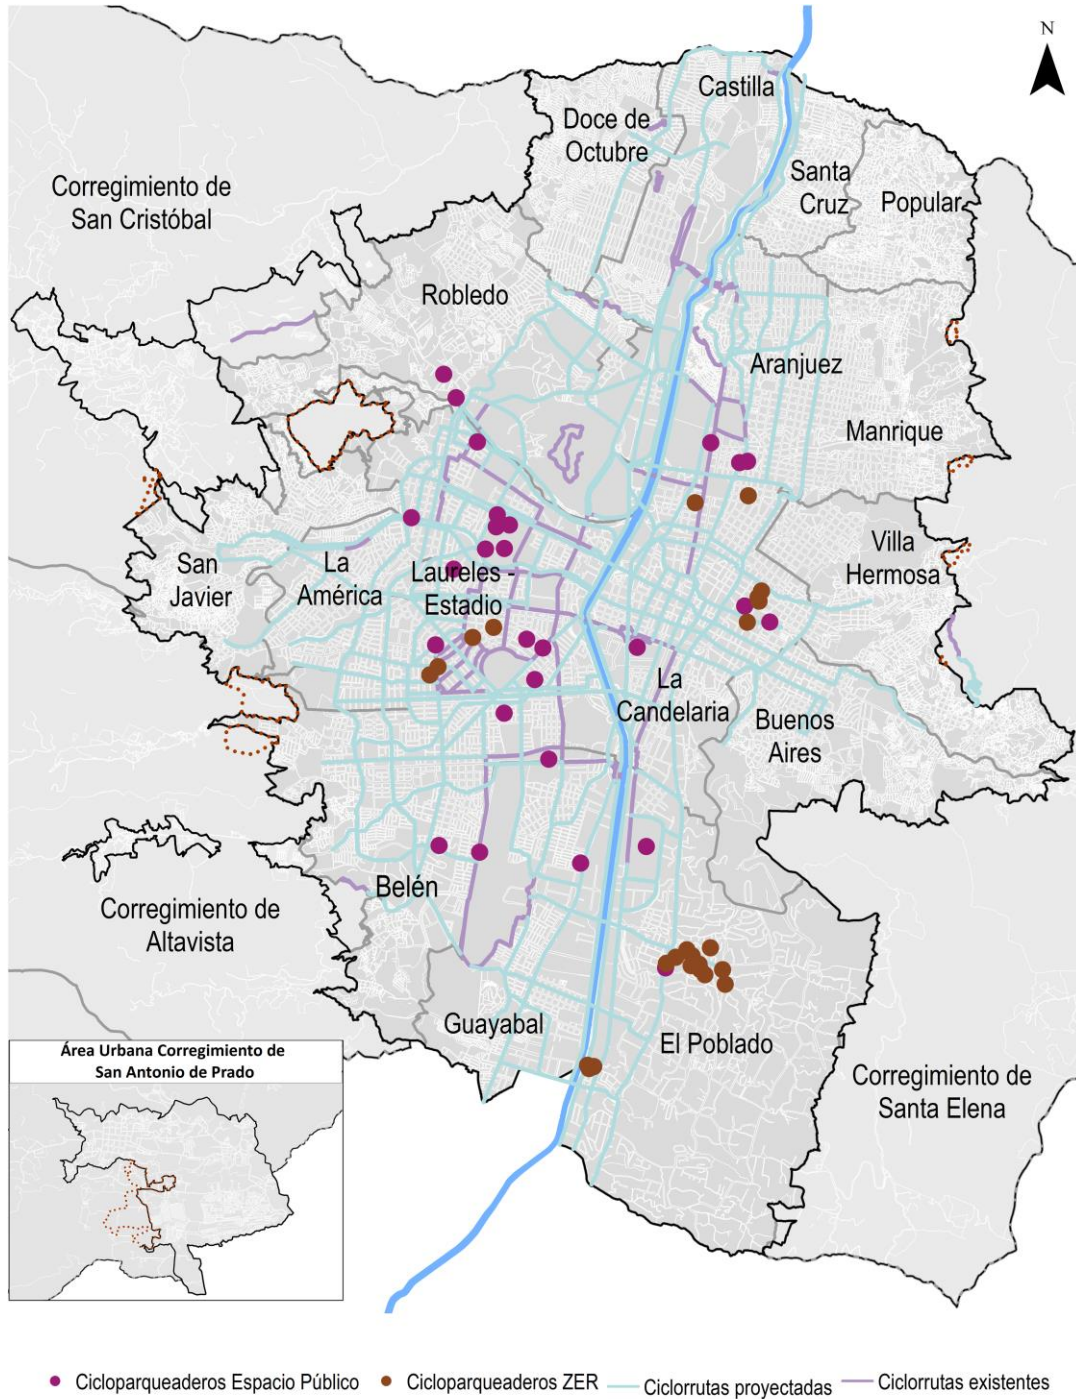 N
Castilla
Doce de
Octubre
Santa
Cruz
Popular
Corregimiento de
San Cristóbal
Robledo
Aranjuez
Manrique
Villa
Hermosa
San
Javier
La
América
Laureles -
Estadio
La
Candelaria
Buenos
Aires
Belén
Corregimiento de
Altavista
Guayabal
El Poblado
Corregimiento de
Santa Elena
Área Urbana Corregimiento de
San Antonio de Prado
Cicloparqueaderos Espacio Público Cicloparqueaderos ZER Ciclorrutas proyectadas Ciclorrutas existentes